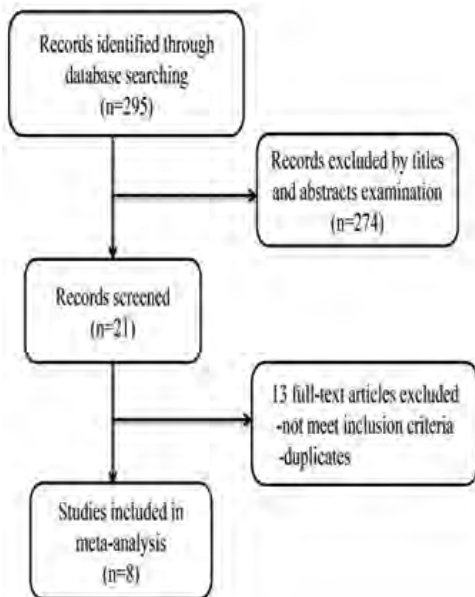 Records identified through
database searching
(n=295)
Records excluded by titles
and abstracts examination
(n=274)
Records screened
(n=21)
13 full-text articles excluded
-not meet inclusion criteria
-duplicates
Studies included in
meta-analysis
(n=8)